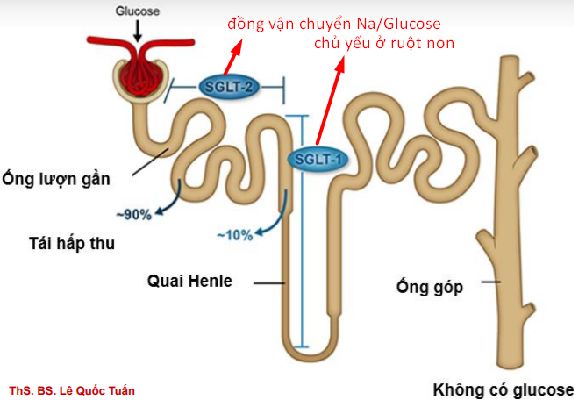 Glucose
đồng vận chuyển Na/Glucose
chủ yếu ở ruột non
SGLT-2
SGLT-1
Ống lượn gần
~90%
~10%
Tái hấp thu
Quai Henle
Ống góp
ThS. BS. Lê Quốc Tuấn
Không có glucose